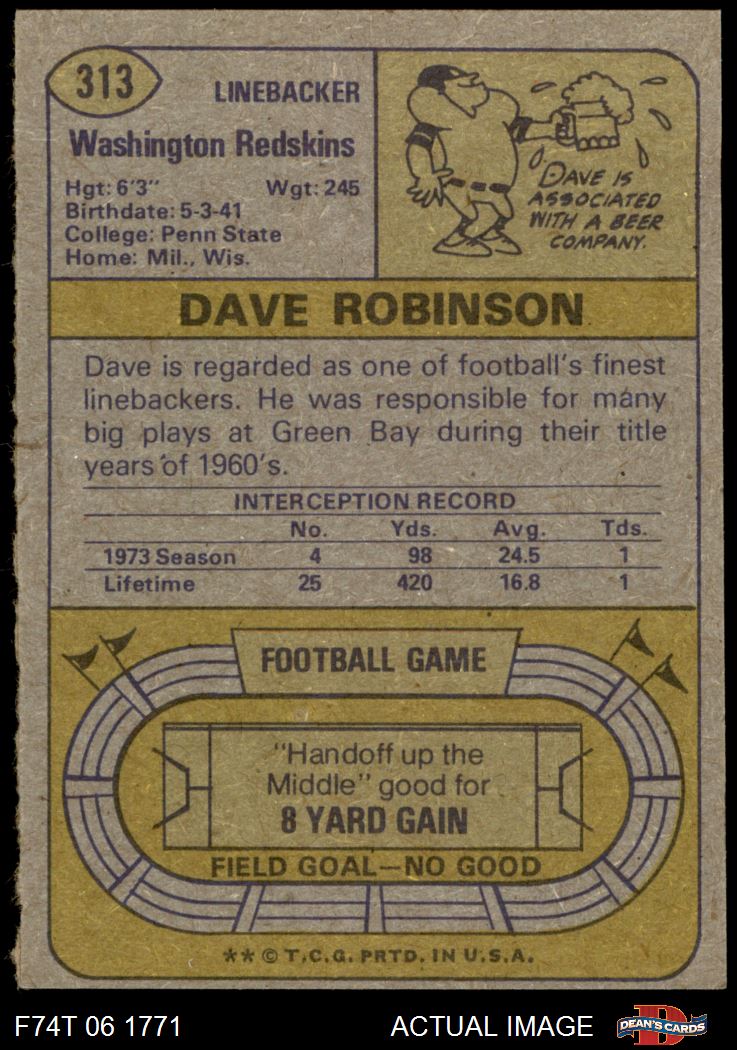 313
LINEBACKER
Washington Redskins
Hgt: 6'3" Wgt: 245
Birthdate: 5-3-41
College: Penn State
Home: Mil., Wis.
DAVE IS
ASSOCIATED
WITH A BEER
COMPANY.
DAVE ROBINSON
Dave is regarded as one of football's finest
linebackers. He was responsible for many
big plays at Green Bay during their title
years of 1960's.
INTERCEPTION RECORD
No. Yds. Avg. Tds.
1973 Season 4 98 24.5 1
Lifetime 25 420 16.8 1
FOOTBALL GAME
"Handoff up the
Middle" good for
8 YARD GAIN
FIELD GOAL—NO GOOD
** © T.C.G. PRTD. IN U.S.A.
F74T 06 1771 ACTUAL IMAGE
D
DEAN'S CARDS